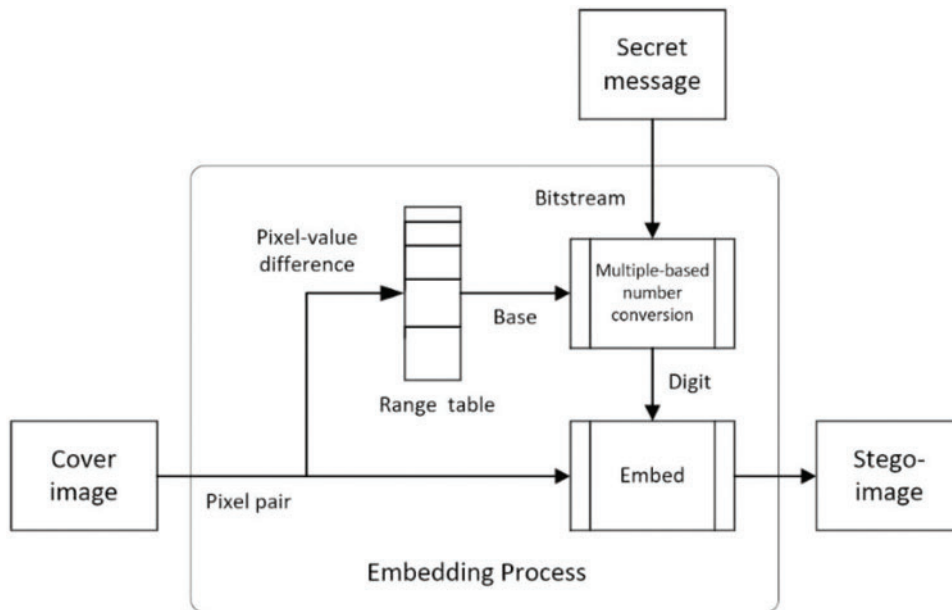 Secret
message
Bitstream
Pixel-value
difference
Multiple-based
number
conversion
Base
Digit
Range table
Cover
image
Pixel pair
Embed
Stego-
image
Embedding Process